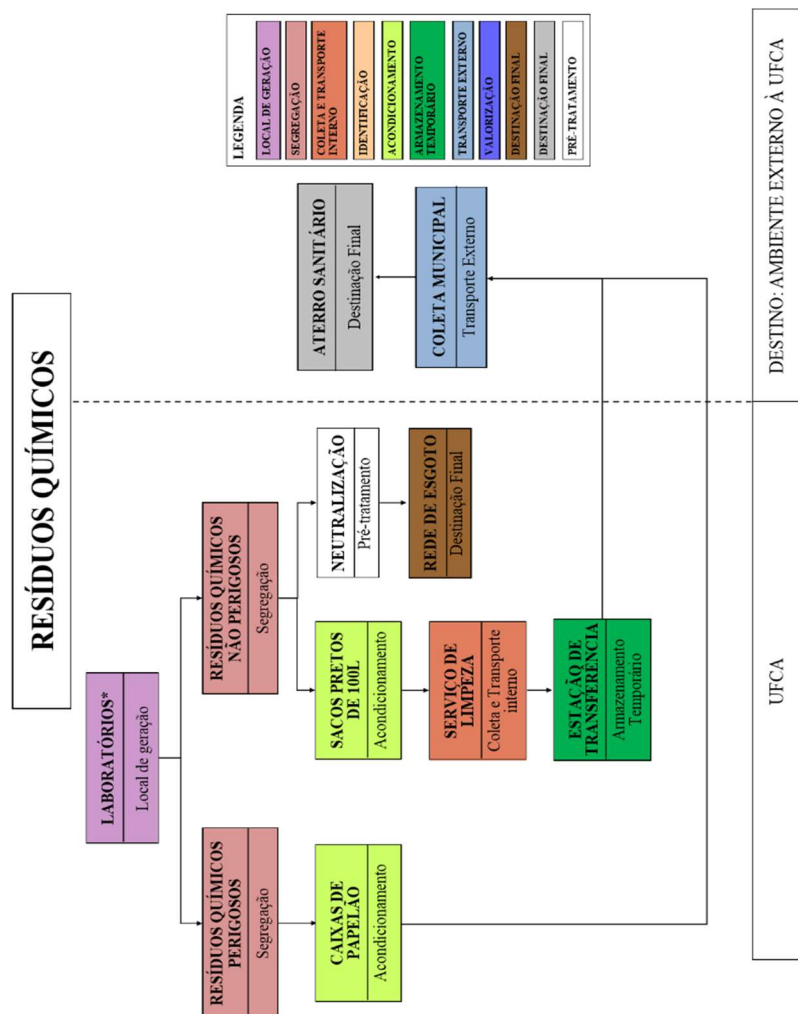 RESÍDUOS QUÍMICOS
LABORATÓRIOS*
Local de geração
RESÍDUOS QUÍMICOS
PERIGOSOS
Segregação
RESÍDUOS QUÍMICOS
NÃO PERIGOSOS
Segregação
CAIXAS DE
PAPELÃO
Acondicionamento
SACOS PRETOS
DE 100L
Acondicionamento
NEUTRALIZAÇÃO
Pré-tratamento
SERVIÇO DE
LIMPEZA
Coleta e Transporte
interno
REDE DE ESGOTO
Destinação Final
ESTAÇÃO DE
TRANSFERÊNCIA
Armazenamento
Temporário
ATERRO SANITÁRIO
Destinação Final
COLETA MUNICIPAL
Transporte Externo
LEGENDA
LOCAL DE GERAÇÃO
SEGREGAÇÃO
COLETA E TRANSPORTE
INTERNO
IDENTIFICAÇÃO
ACONDICIONAMENTO
ARMAZENAMENTO
TEMPORÁRIO
TRANSPORTE EXTERNO
VALORIZAÇÃO
DESTINAÇÃO FINAL
DESTINAÇÃO FINAL
PRÉ-TRATAMENTO
UFCA
DESTINO: AMBIENTE EXTERNO À UFCA